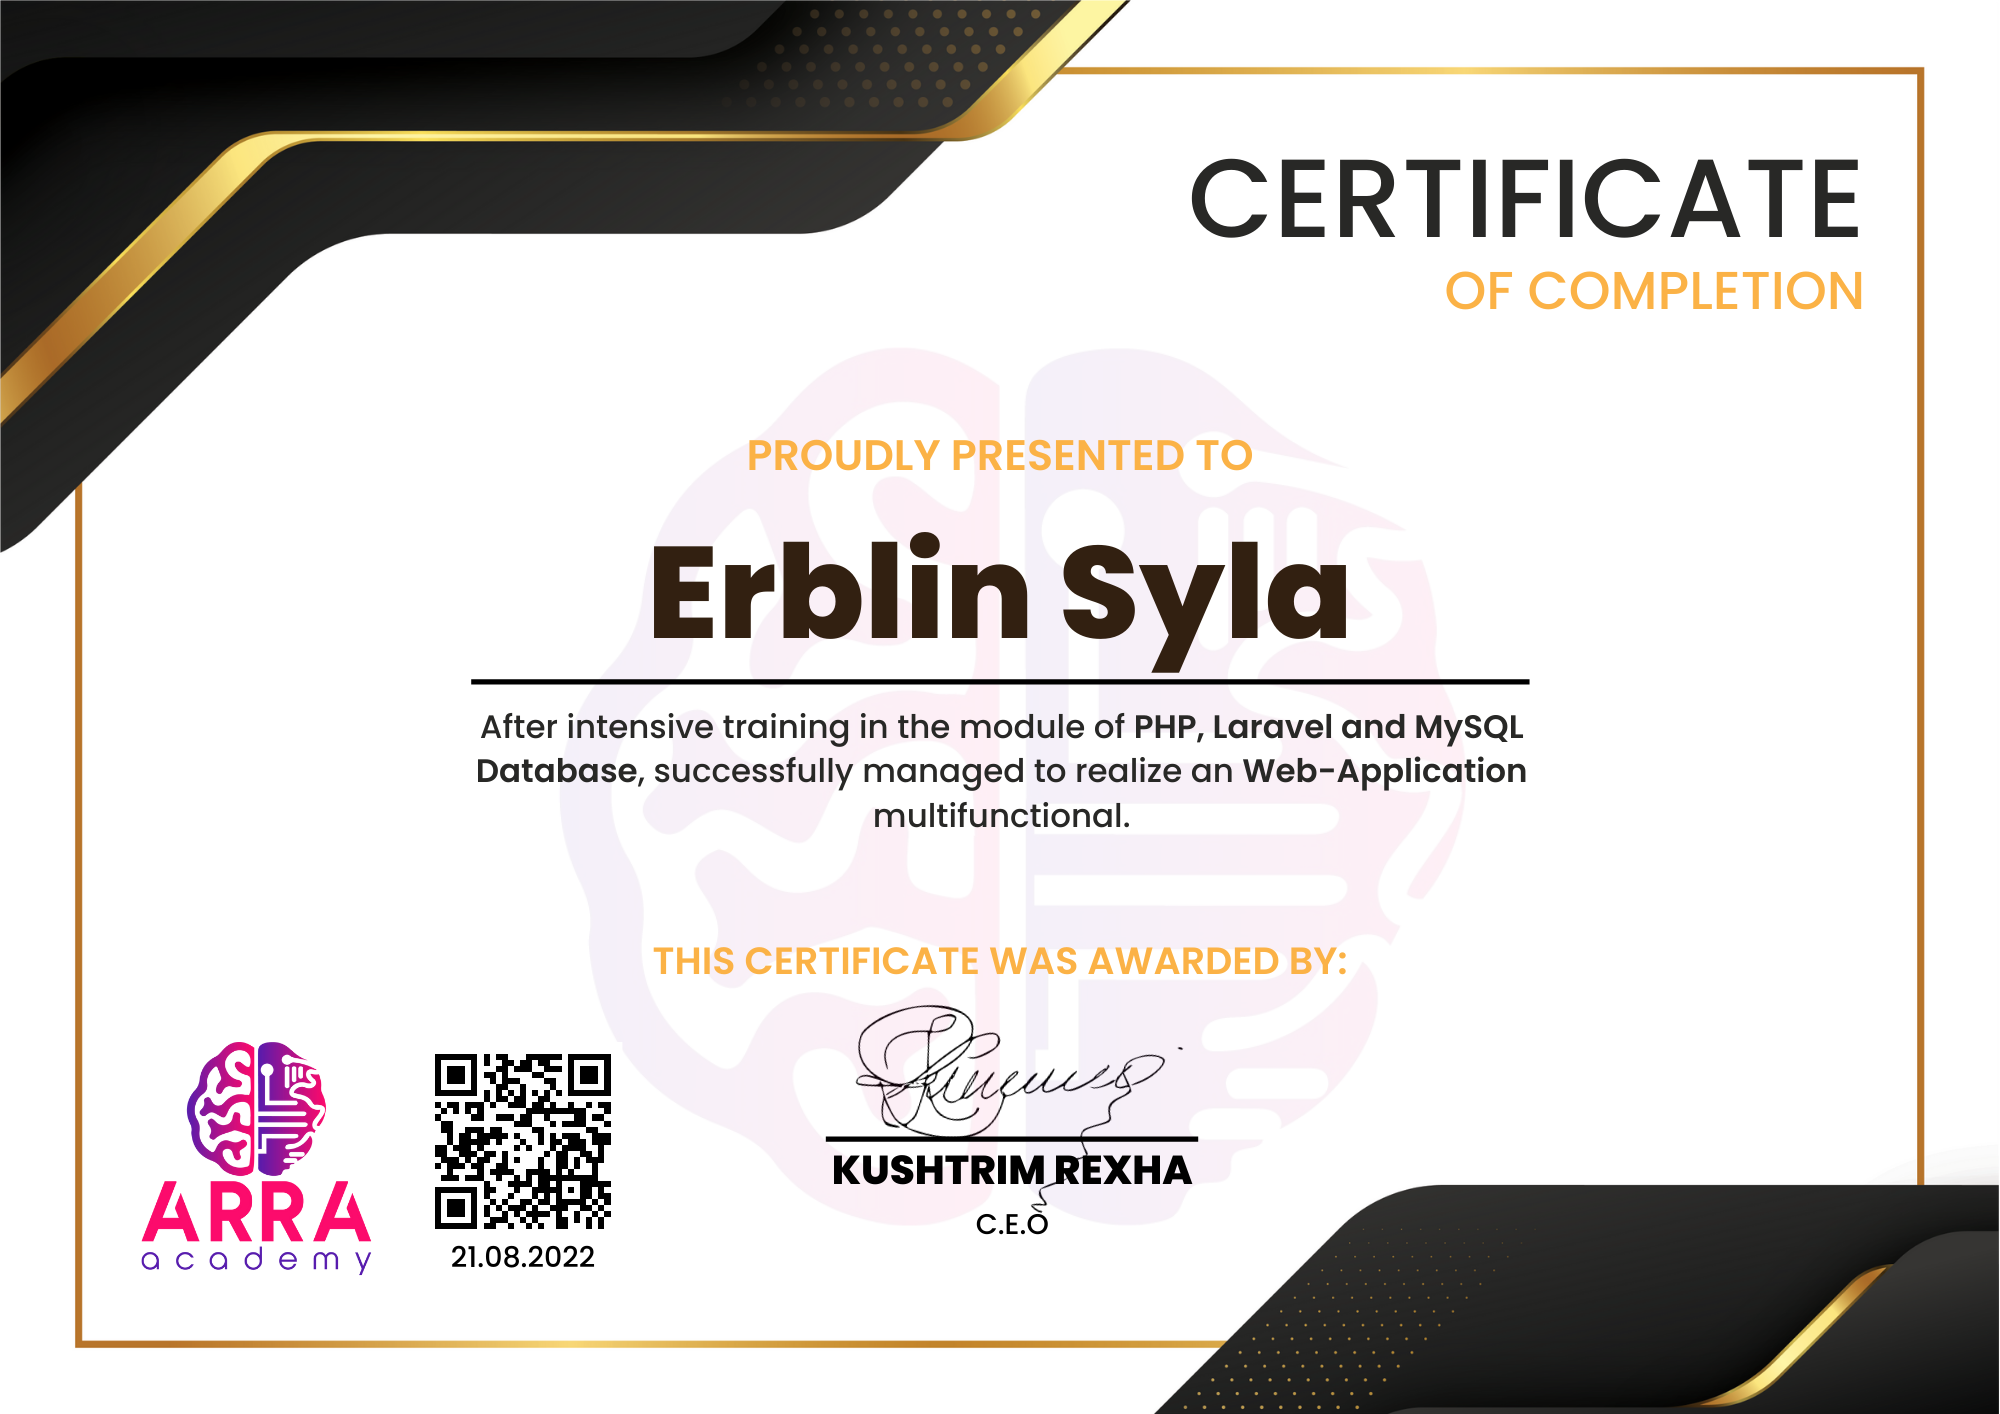 CERTIFICATE
OF COMPLETION
PROUDLY PRESENTED TO
Erblin Syla
After intensive training in the module of PHP, Laravel and MySQL
Database, successfully managed to realize an Web-Application
multifunctional.
THIS CERTIFICATE WAS AWARDED BY:
KUSHTRIM REXHA
C.E.O
ARRA
academy
21.08.2022